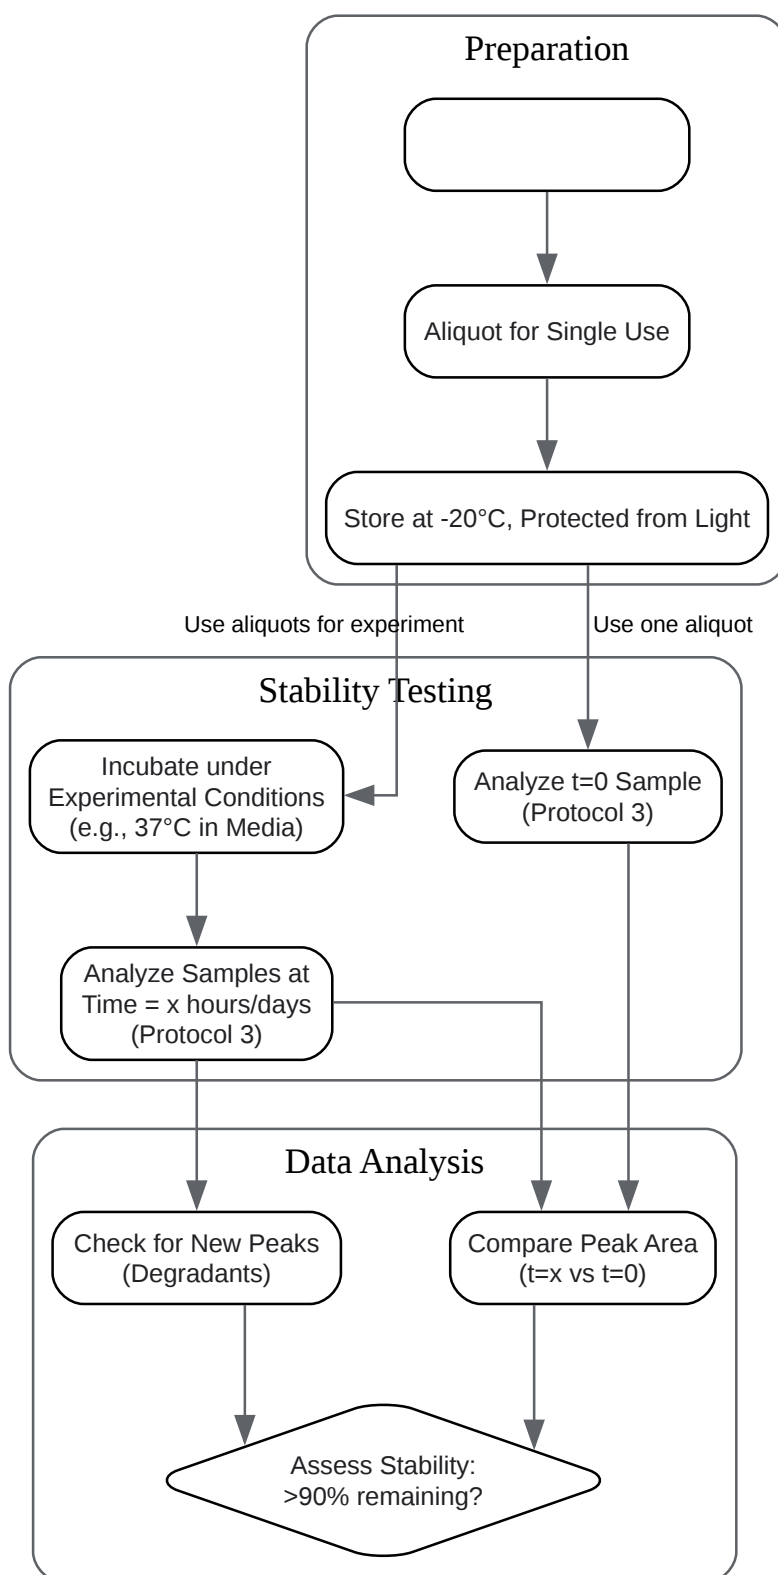 Preparation
Aliquot for Single Use
Store at -20°C, Protected from Light
Use aliquots for experiment
Use one aliquot
Stability Testing
Incubate under
Experimental Conditions
(e.g., 37°C in Media)
Analyze t=0 Sample
(Protocol 3)
Analyze Samples at
Time = x hours/days
(Protocol 3)
Data Analysis
Check for New Peaks
(Degradants)
Compare Peak Area
(t=x vs t=0)
Assess Stability:
>90% remaining?